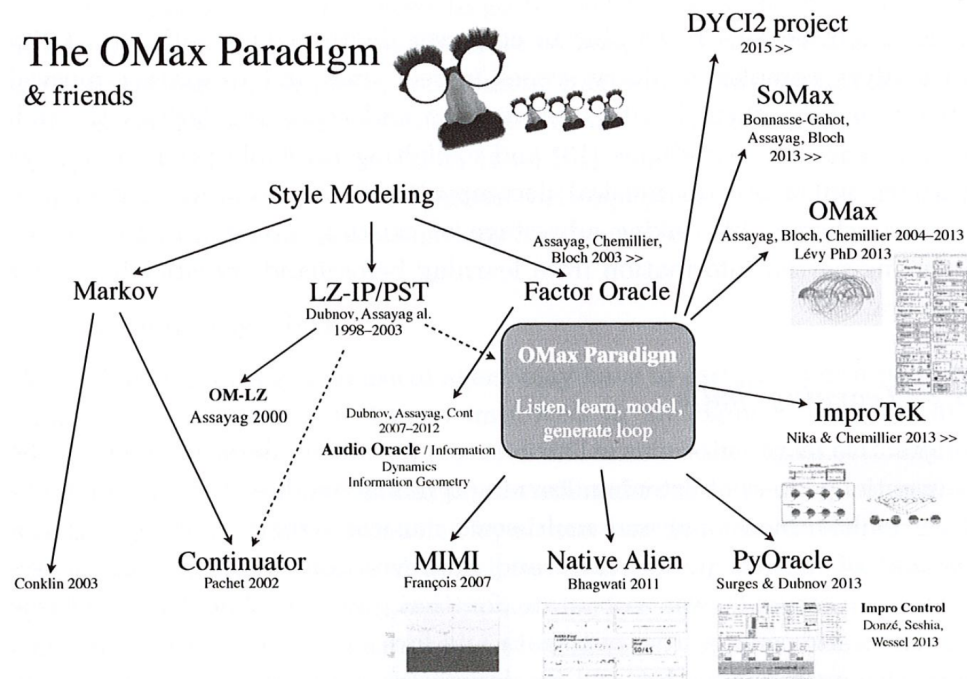 The OMax Paradigm
& friends
DYCI2 project
2015 >>
SoMax
Bonnasse-Gahot,
Assayag, Bloch
2013 >>
Style Modeling
OMax
Assayag, Bloch, Chemillier 2004–2013
Lévy PhD 2013
Assayag, Chemillier,
Bloch 2003 >>
Markov
LZ-IP/PST
Dubnov, Assayag al.
1998–2003
Factor Oracle
OMax Paradigm
Listen, learn, model,
generate loop
OM-LZ
Assayag 2000
Dubnov, Assayag, Cont
2007–2012
Audio Oracle / Information
Dynamics
Information Geometry
ImproTeK
Nika & Chemillier 2013 >>
Conklin 2003
Continuator
Pachet 2002
MIMI
François 2007
Native Alien
Bhagwati 2011
PyOracle
Surges & Dubnov 2013
Impro Control
Donzé, Seshia,
Wessel 2013